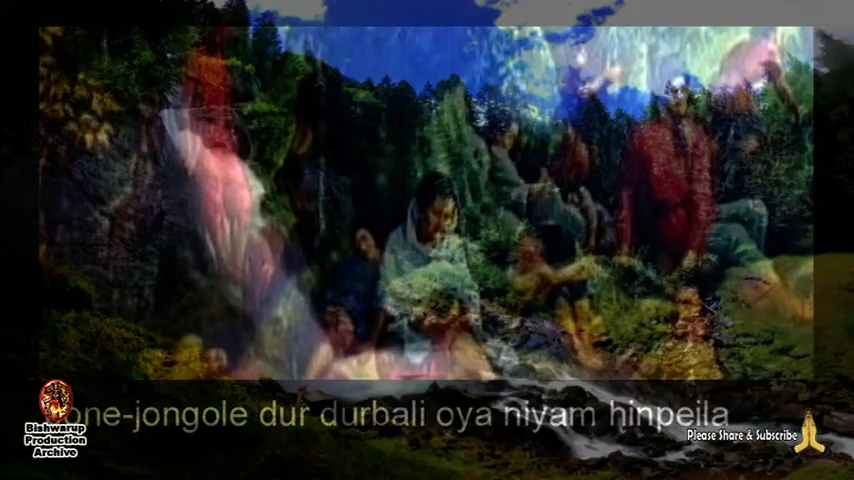 one-jongole dur durbali oya niyam hinpeila
Bishwarup
Production
Archive
Please Share & Subscribe